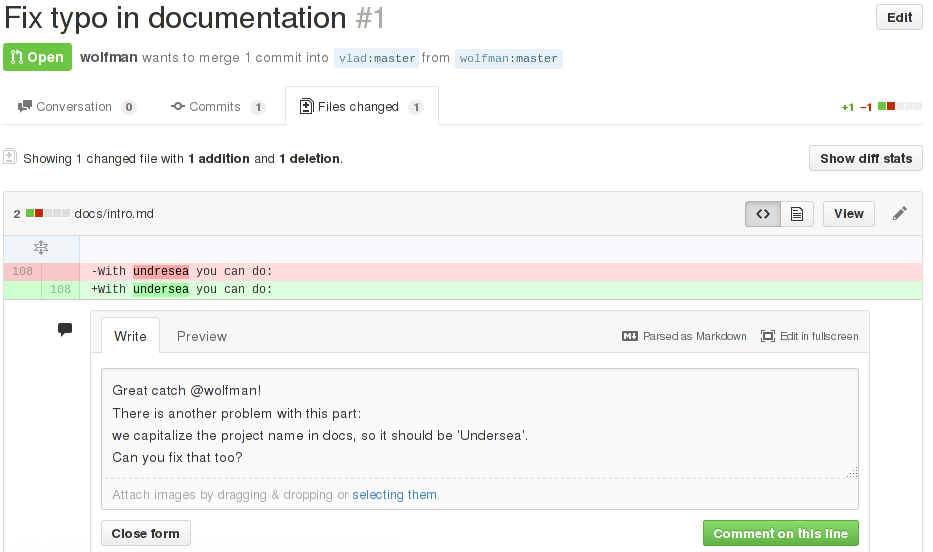 Fix typo in documentation #1
Edit
Open wolfman wants to merge 1 commit into vlad:master from wolfman:master
Conversation 0 Commits 1 Files changed 1 +1 −1
Showing 1 changed file with 1 addition and 1 deletion.
Show diff stats
2 docs/intro.md
<> View
108 -With undresea you can do:
108 +With undersea you can do:
Write Preview
M↓ Parsed as Markdown Edit in fullscreen
Great catch @wolfman!
There is another problem with this part:
we capitalize the project name in docs, so it should be 'Undersea'.
Can you fix that too?
Attach images by dragging & dropping or selecting them.
Close form
Comment on this line